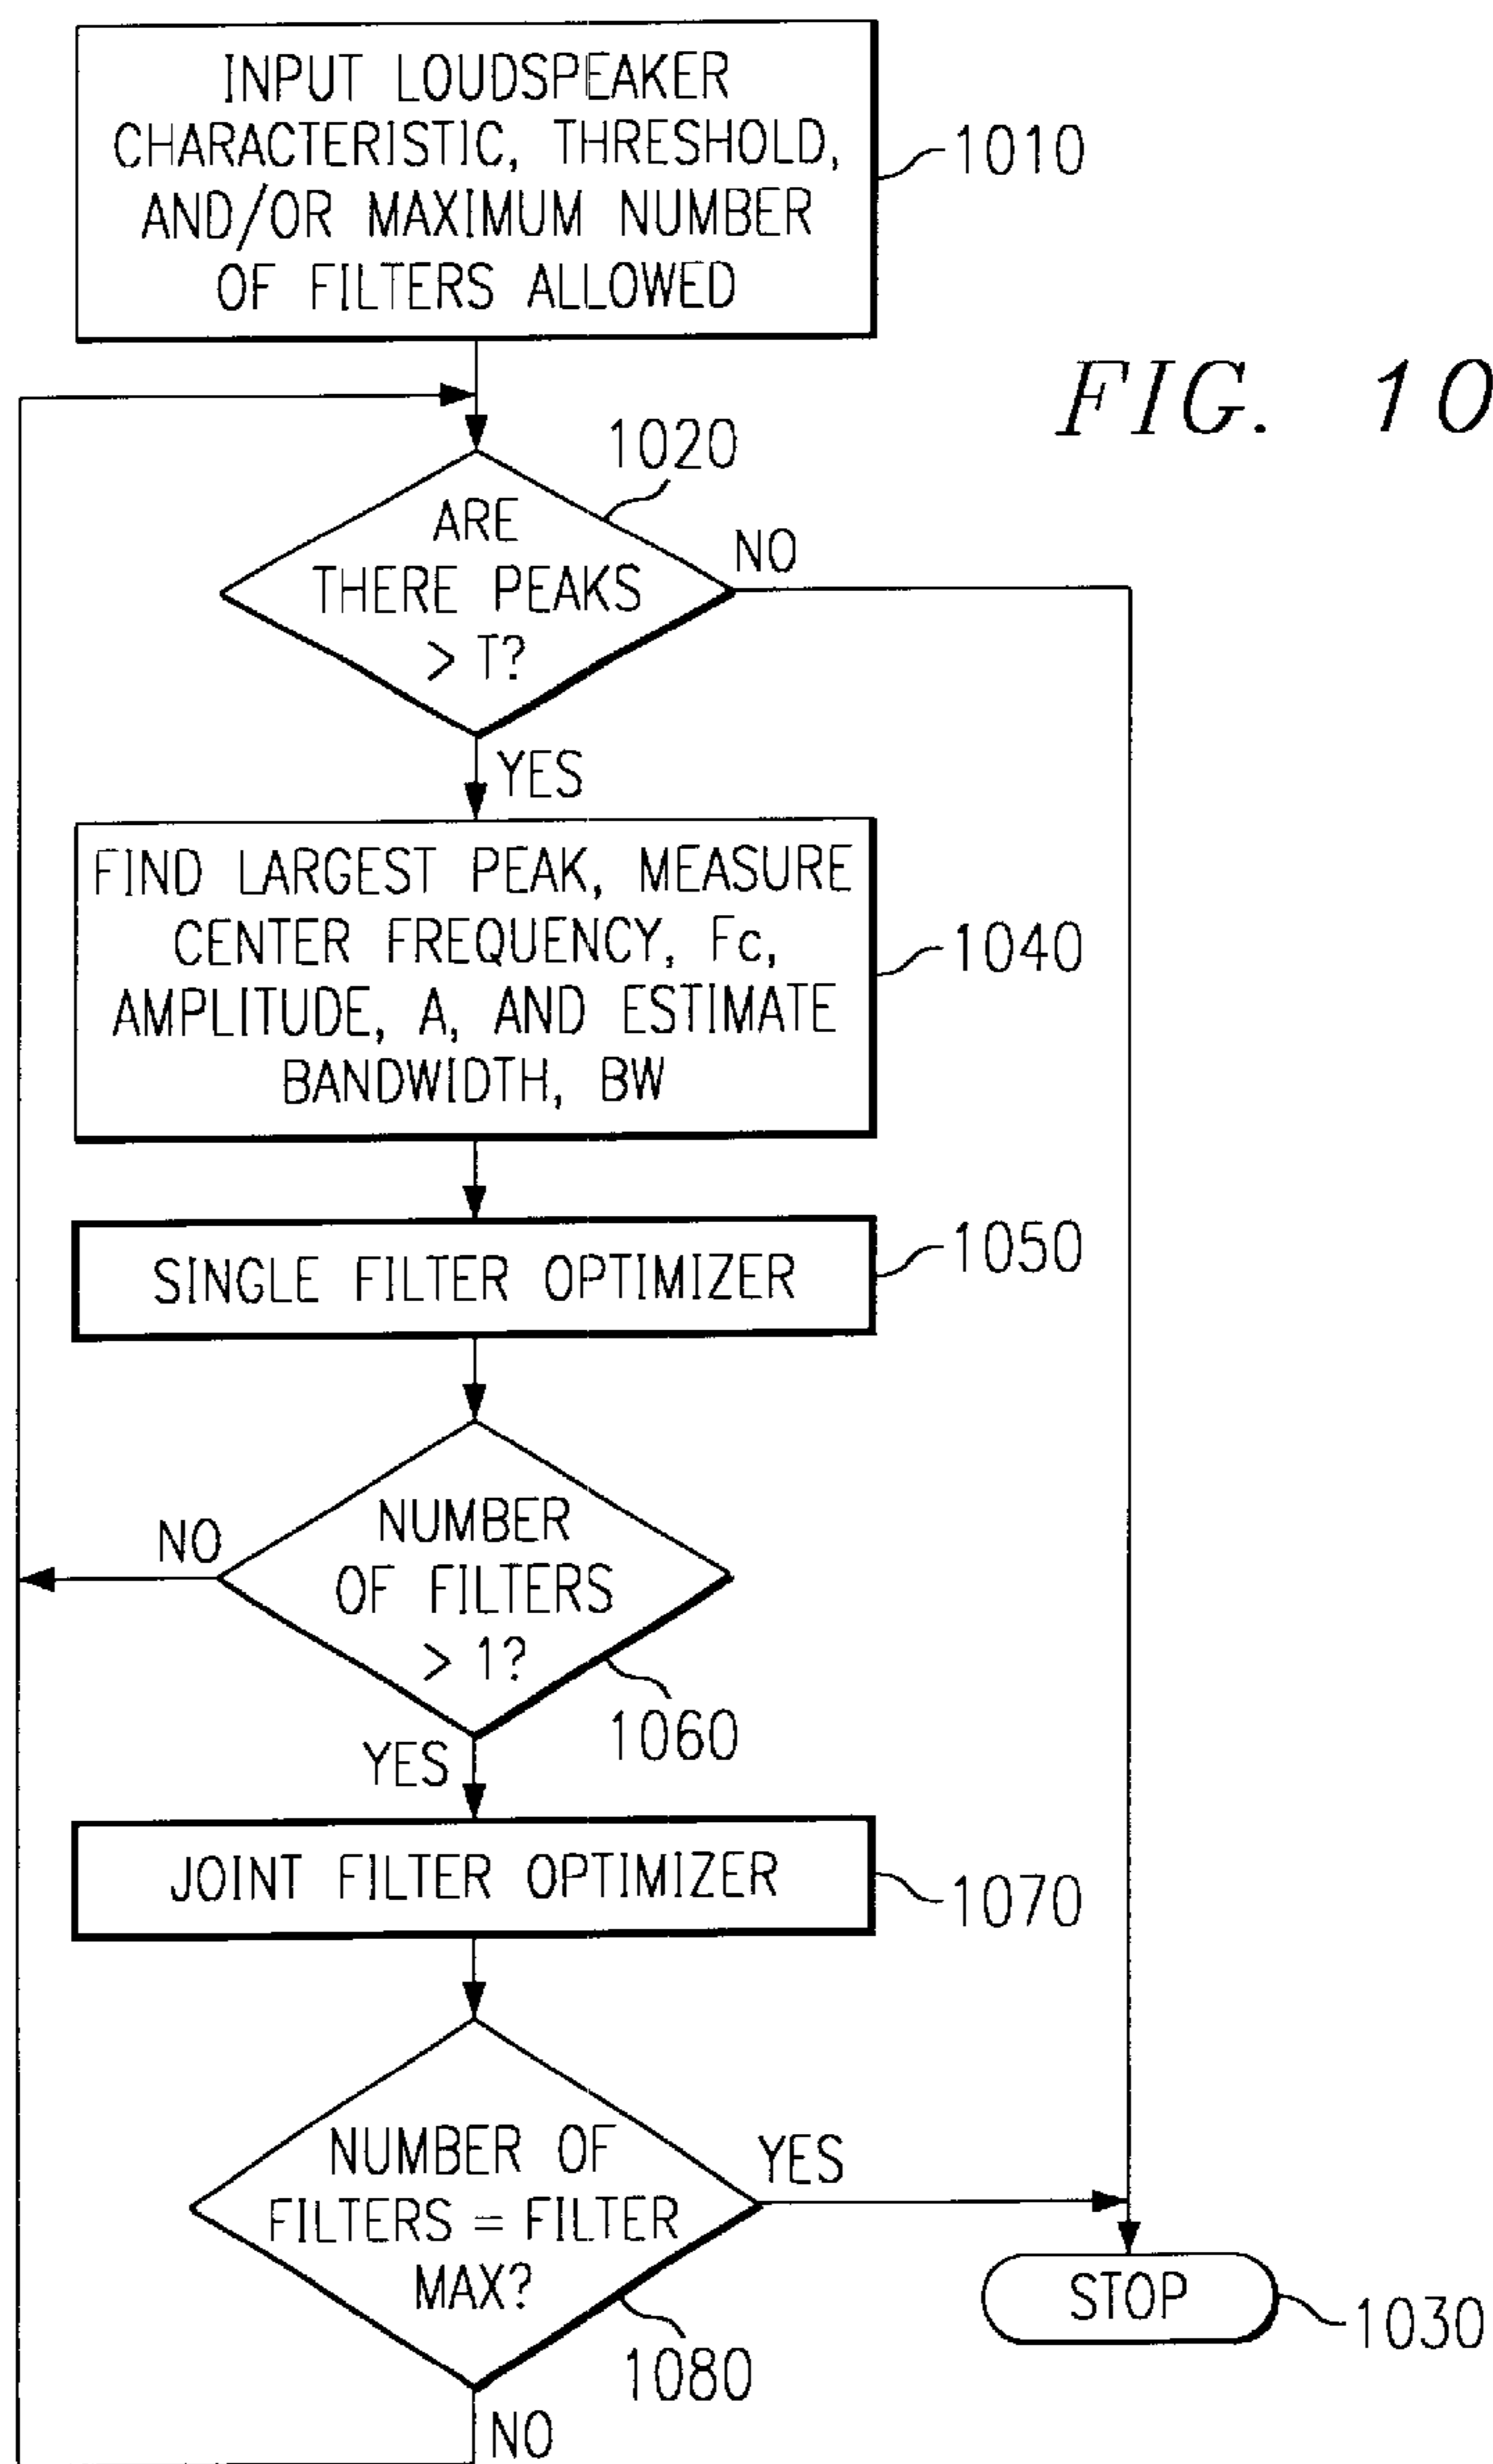 INPUT LOUDSPEAKER
CHARACTERISTIC, THRESHOLD,
AND/OR MAXIMUM NUMBER
OF FILTERS ALLOWED
1010
FIG. 10
1020
ARE
THERE PEAKS
> T?
NO
YES
FIND LARGEST PEAK, MEASURE
CENTER FREQUENCY, Fc,
AMPLITUDE, A, AND ESTIMATE
BANDWIDTH, BW
1040
SINGLE FILTER OPTIMIZER
1050
NUMBER
OF FILTERS
> 1?
NO
1060
YES
JOINT FILTER OPTIMIZER
1070
NUMBER OF
FILTERS = FILTER
MAX?
YES
STOP
1030
1080
NO